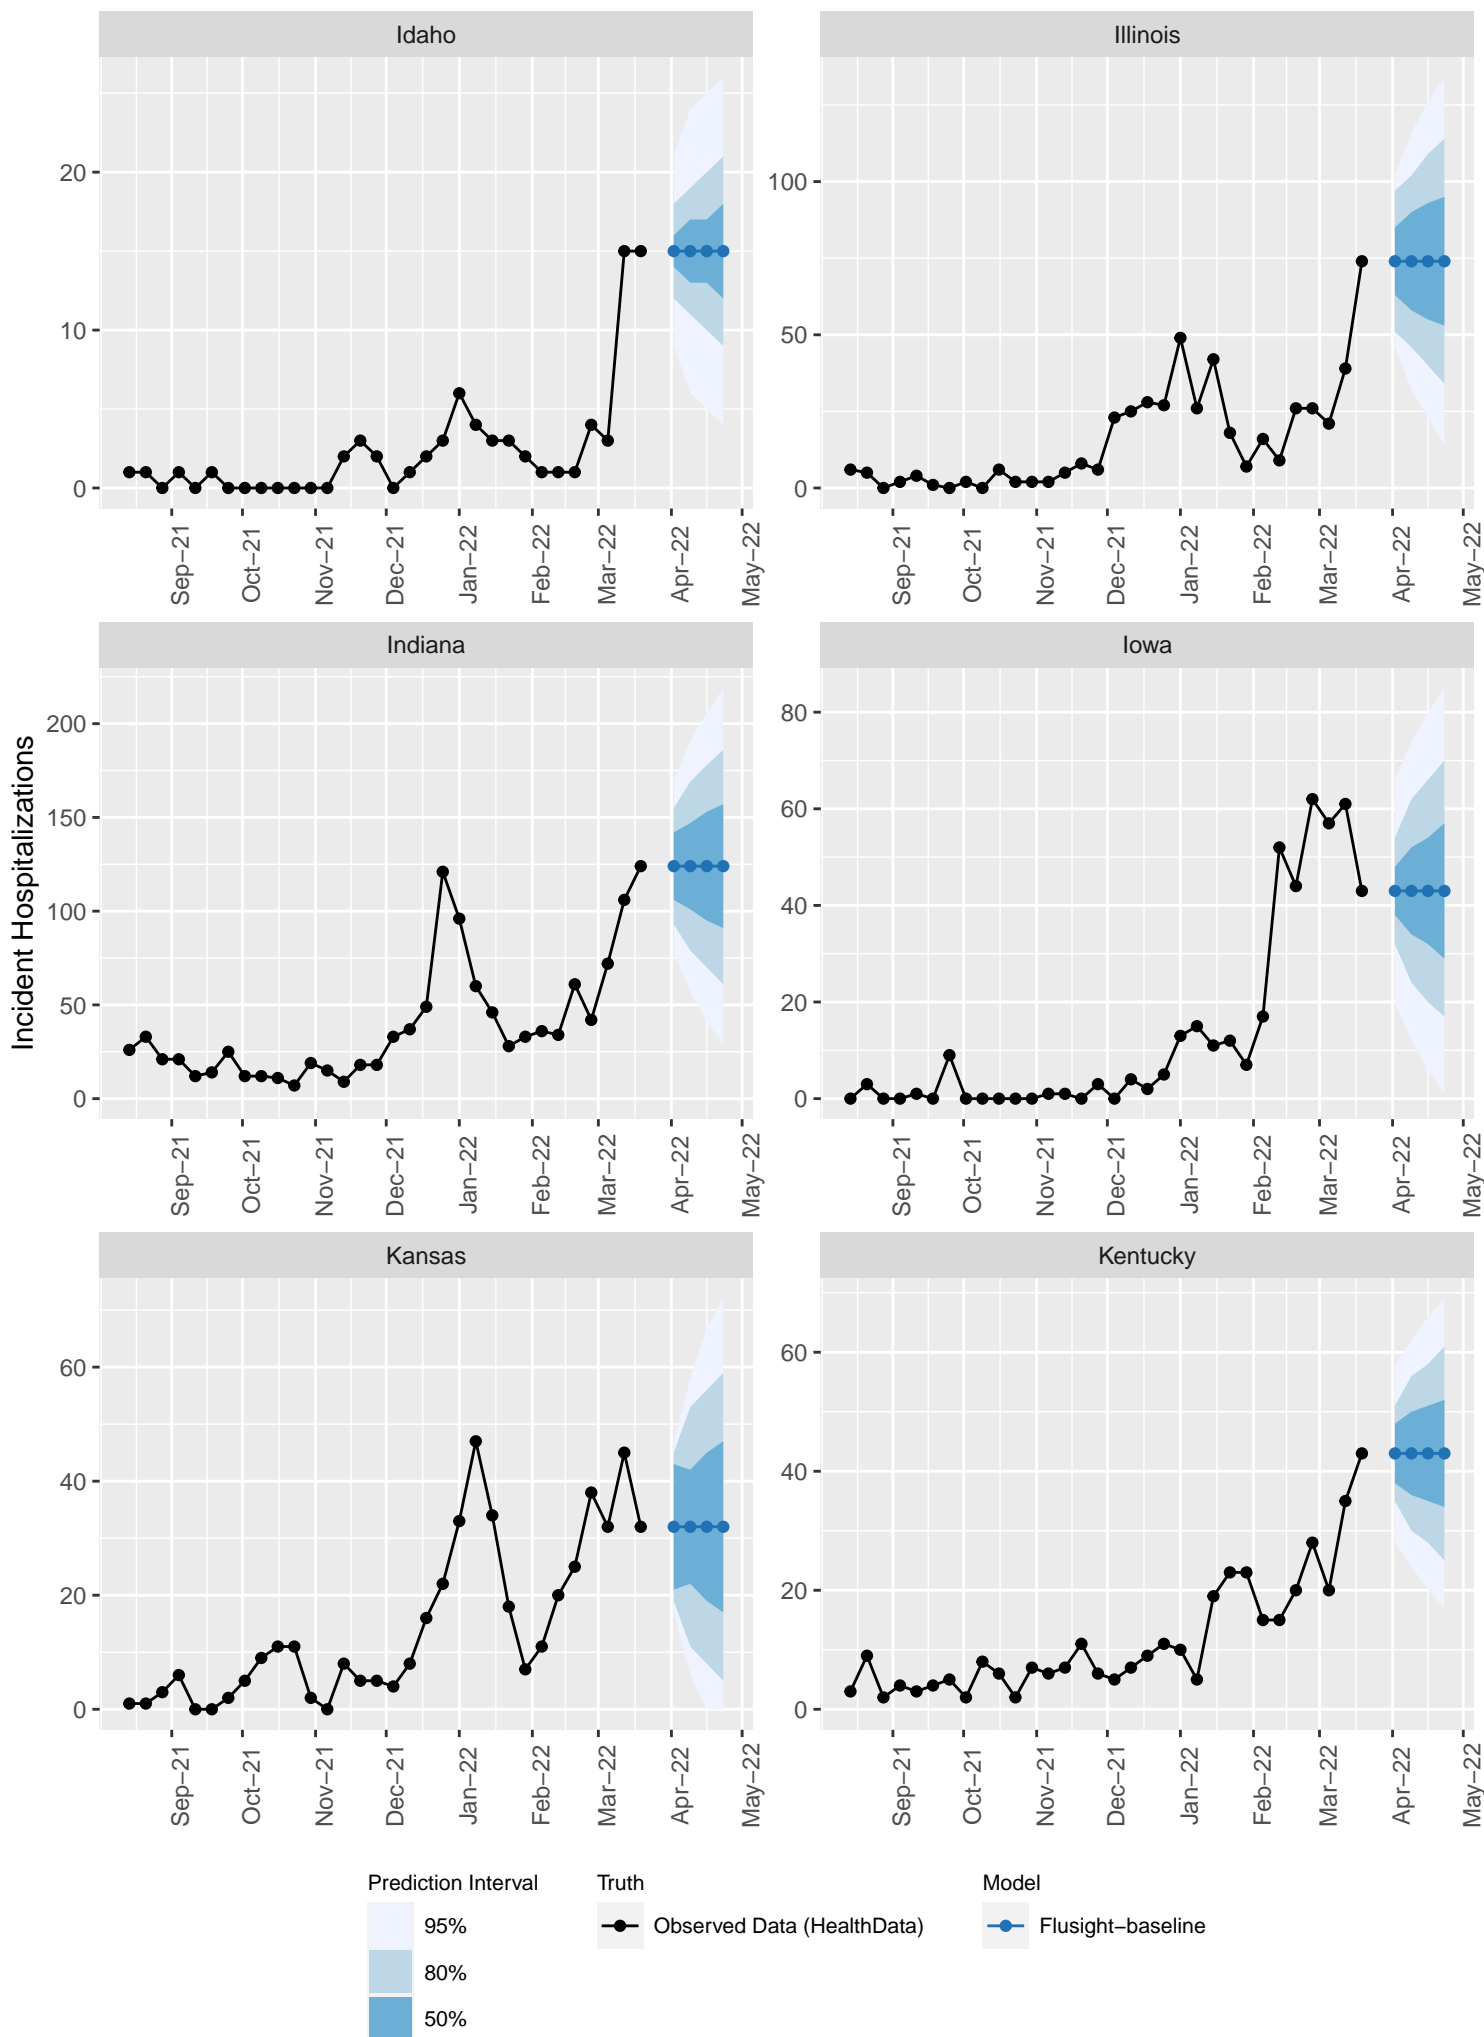 Idaho
Illinois
20
10
0
100
50
0
Sep−21
Oct−21
Nov−21
Dec−21
Jan−22
Feb−22
Mar−22
Apr−22
May−22
Sep−21
Oct−21
Nov−21
Dec−21
Jan−22
Feb−22
Mar−22
Apr−22
May−22
Indiana
Iowa
Incident Hospitalizations
200
150
100
50
0
80
60
40
20
0
Sep−21
Oct−21
Nov−21
Dec−21
Jan−22
Feb−22
Mar−22
Apr−22
May−22
Sep−21
Oct−21
Nov−21
Dec−21
Jan−22
Feb−22
Mar−22
Apr−22
May−22
Kansas
Kentucky
60
40
20
0
60
40
20
0
Sep−21
Oct−21
Nov−21
Dec−21
Jan−22
Feb−22
Mar−22
Apr−22
May−22
Sep−21
Oct−21
Nov−21
Dec−21
Jan−22
Feb−22
Mar−22
Apr−22
May−22
Prediction Interval
95%
80%
50%
Truth
Observed Data (HealthData)
Model
Flusight−baseline